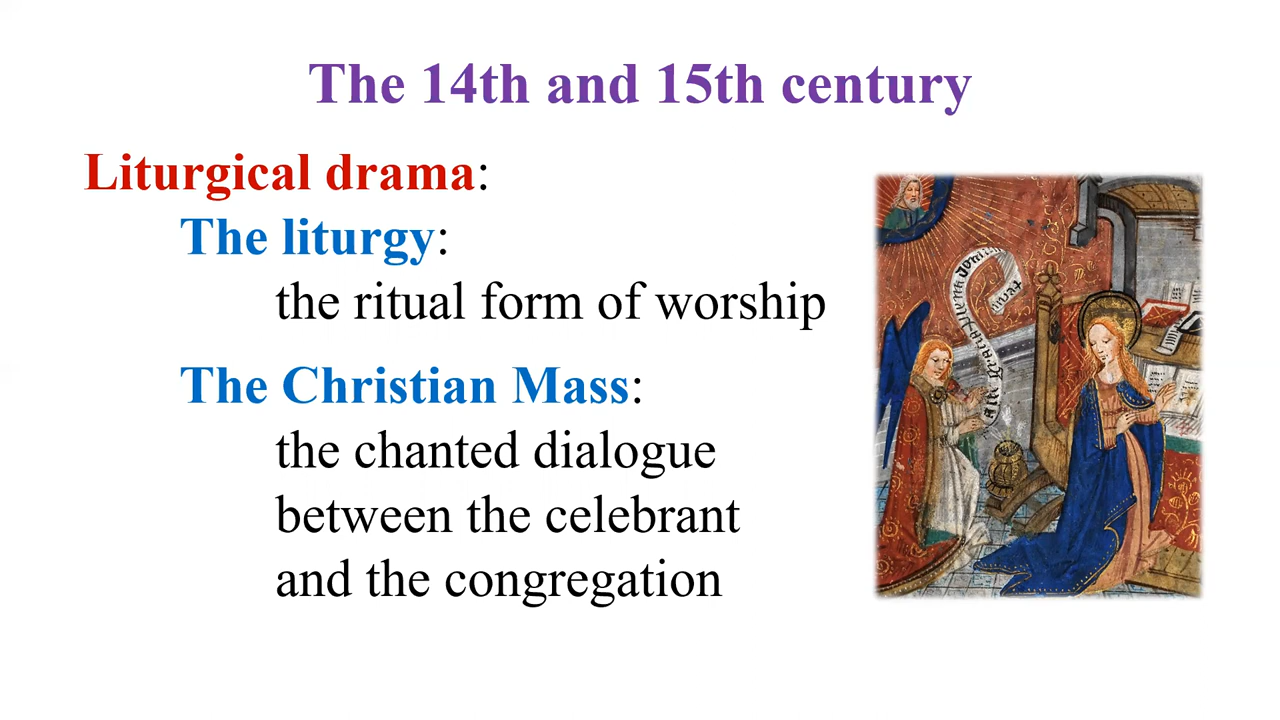 The 14th and 15th century
Liturgical drama:
The liturgy:
the ritual form of worship
The Christian Mass:
the chanted dialogue
between the celebrant
and the congregation